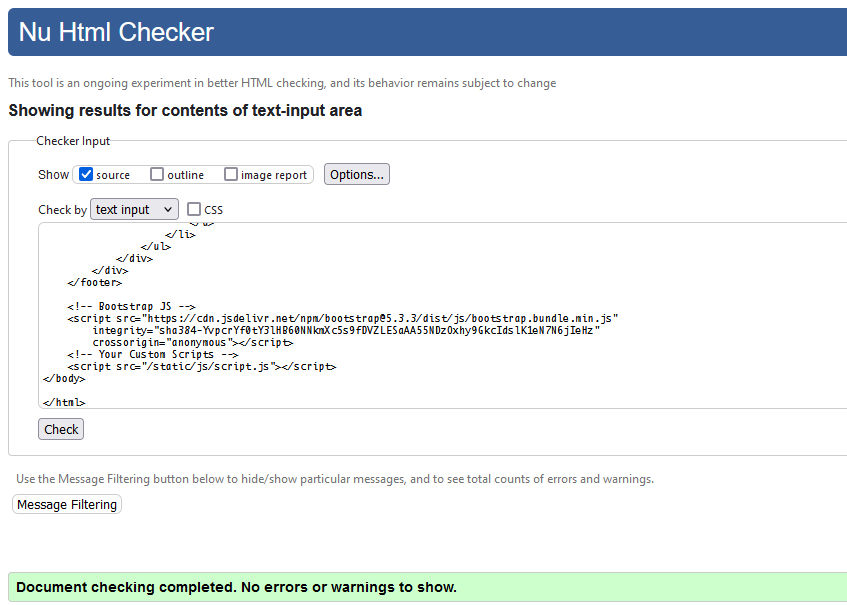 Nu Html Checker
This tool is an ongoing experiment in better HTML checking, and its behavior remains subject to change
Showing results for contents of text-input area
Checker Input
Show source outline image report Options...
Check by text input CSS
</li>
</ul>
</div>
</div>
</footer>
<!-- Bootstrap JS -->
<script src="https://cdn.jsdelivr.net/npm/bootstrap@5.3.3/dist/js/bootstrap.bundle.min.js"
integrity="sha384-YvpcrYf0tY3lHB60NNkmXc5s9fDVZLESaAA55NDzOxhy9GkcIdslK1eN7N6jIeHz"
crossorigin="anonymous"></script>
<!-- Your Custom Scripts -->
<script src="/static/js/script.js"></script>
</body>
</html>
Check
Use the Message Filtering button below to hide/show particular messages, and to see total counts of errors and warnings.
Message Filtering
Document checking completed. No errors or warnings to show.